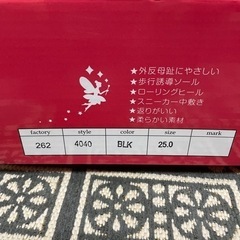 ★外反母趾にやさしい
★歩行誘導ソール
★ローリングヒール
★スニーカー中敷き
★返りがいい
★柔らかい素材
factory style color size mark
262 4040 BLK 25.0